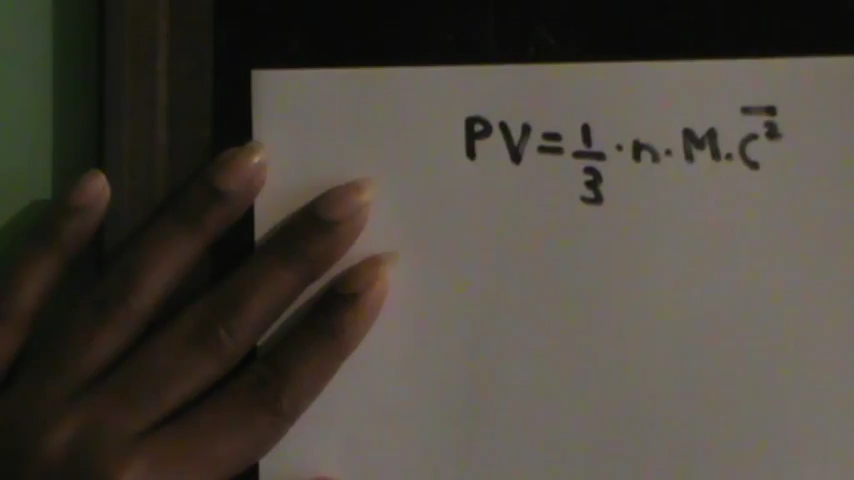 PV = 1/3 · n · M · c̅²